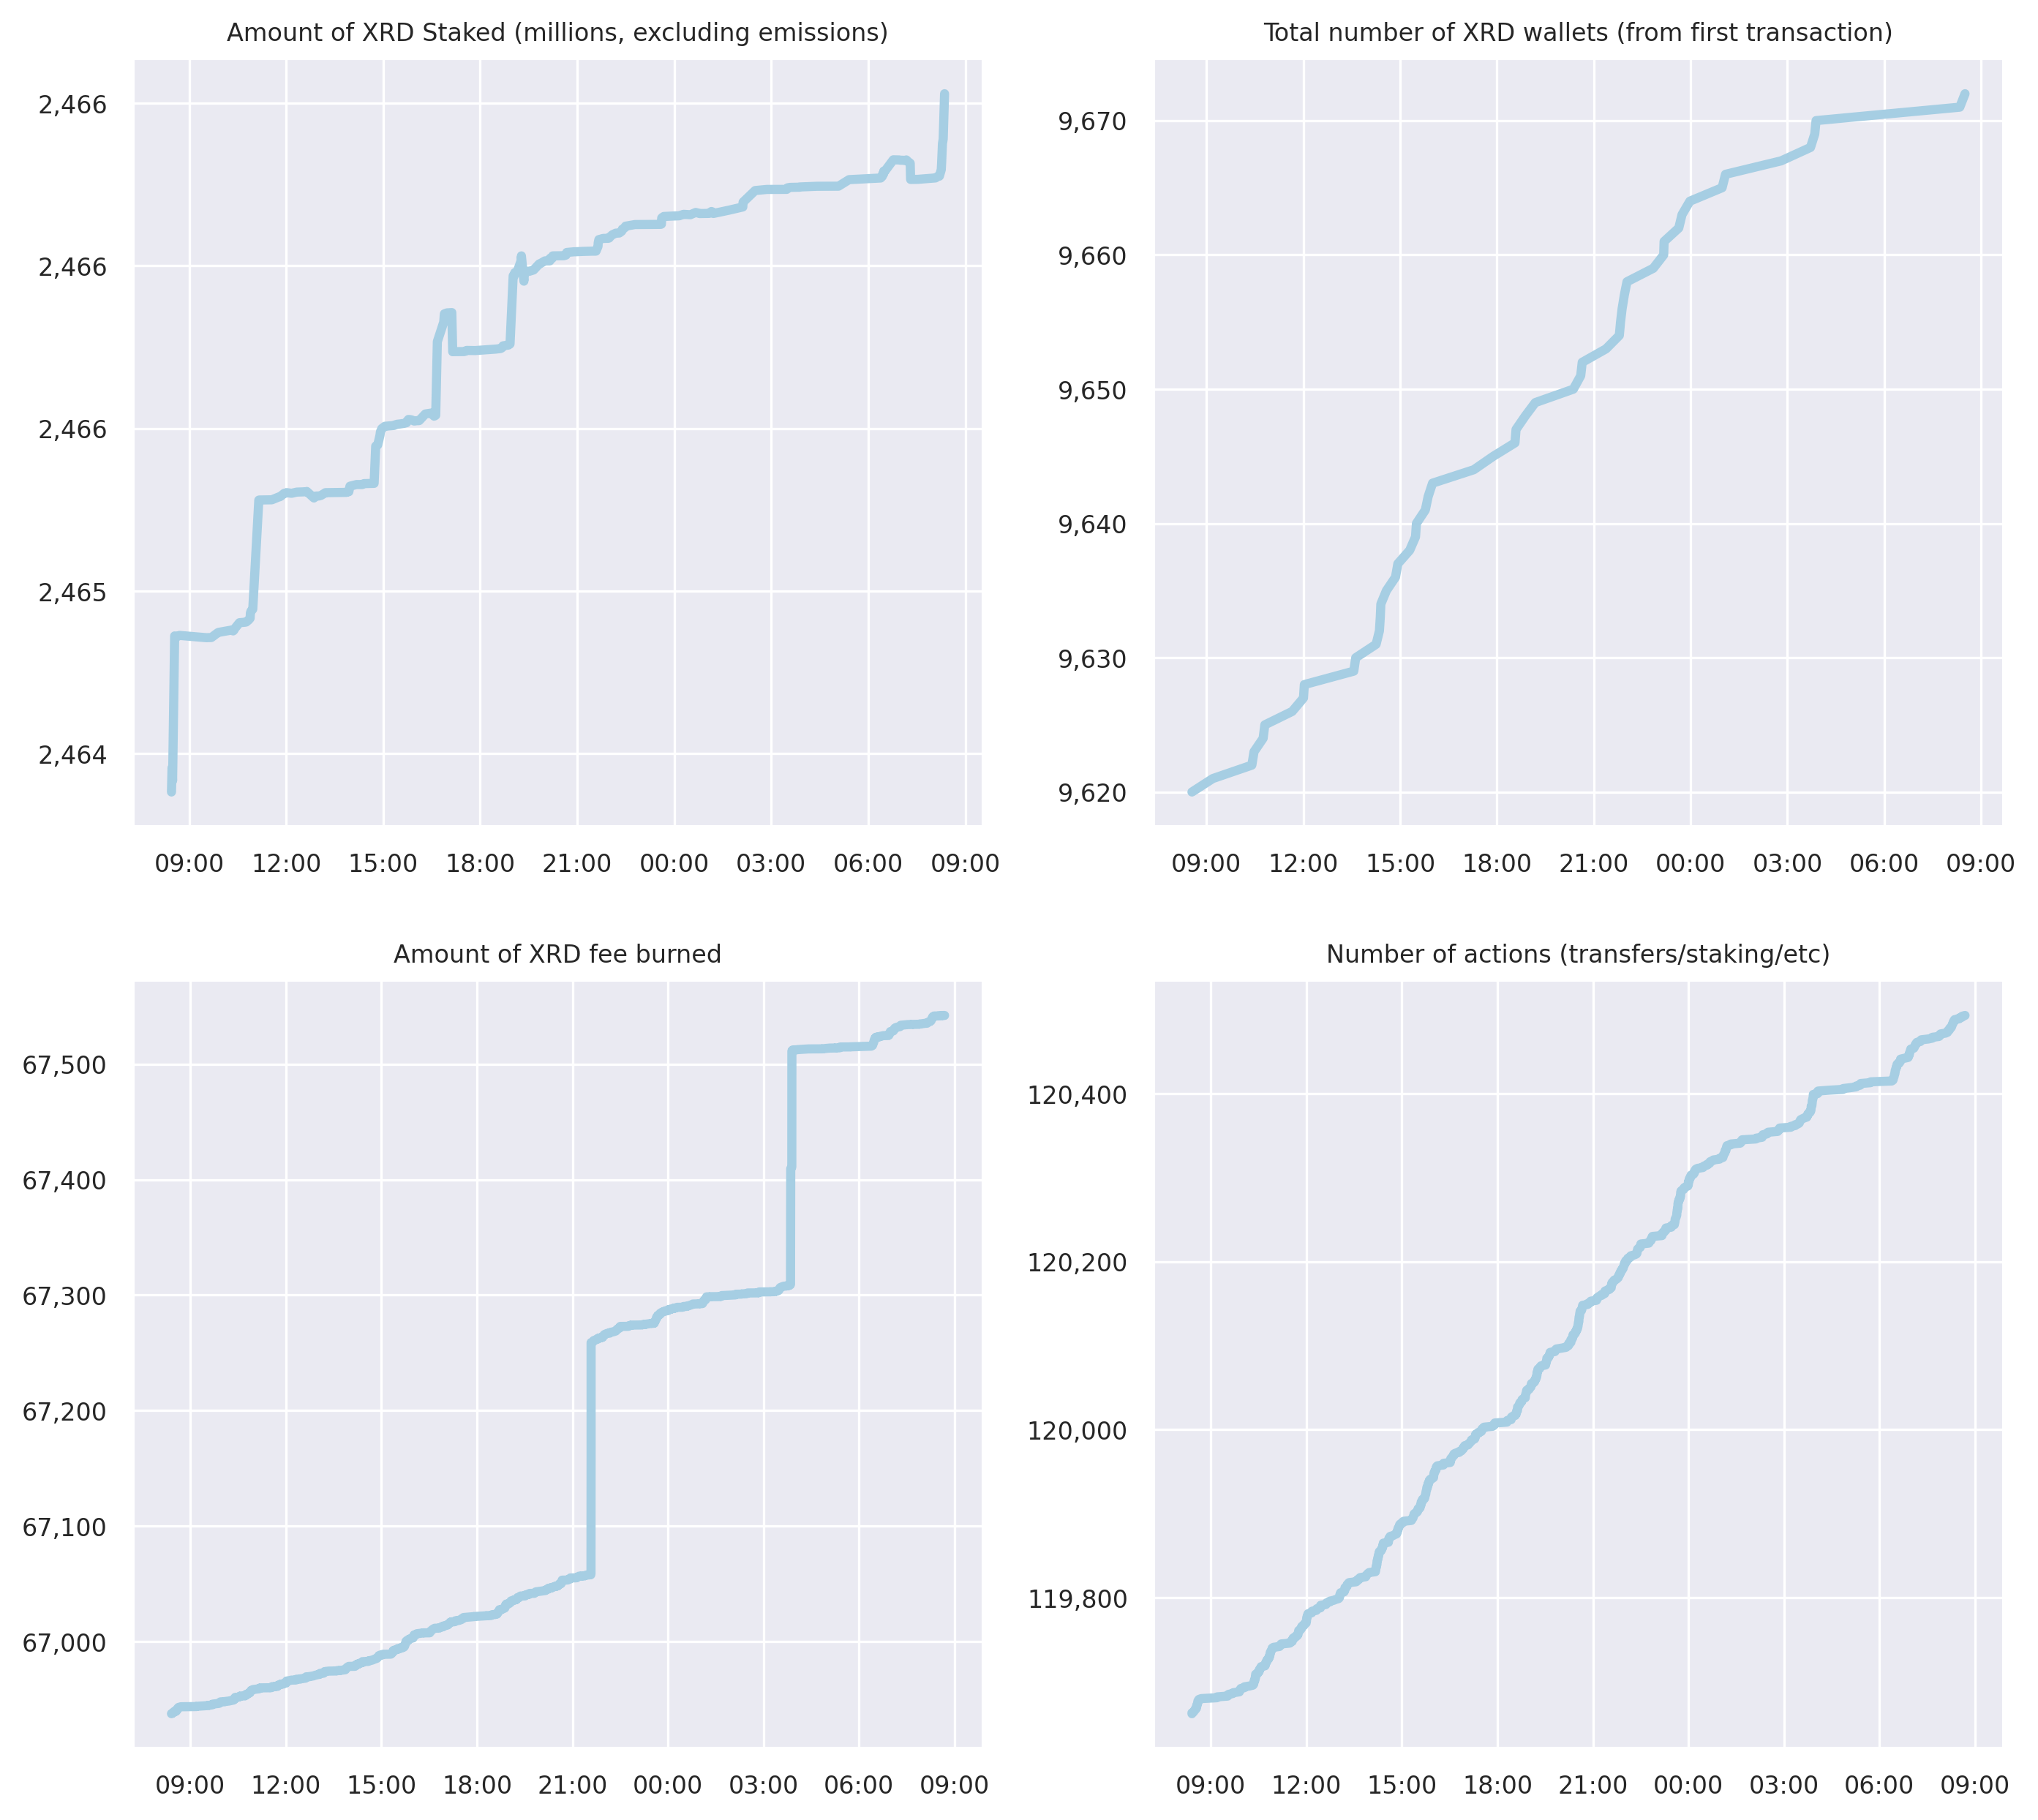 Amount of XRD Staked (millions, excluding emissions)
2,466
2,466
2,466
2,465
2,464
09:00 12:00 15:00 18:00 21:00 00:00 03:00 06:00 09:00
Total number of XRD wallets (from first transaction)
9,670
9,660
9,650
9,640
9,630
9,620
09:00 12:00 15:00 18:00 21:00 00:00 03:00 06:00 09:00
Amount of XRD fee burned
67,500
67,400
67,300
67,200
67,100
67,000
09:00 12:00 15:00 18:00 21:00 00:00 03:00 06:00 09:00
Number of actions (transfers/staking/etc)
120,400
120,200
120,000
119,800
09:00 12:00 15:00 18:00 21:00 00:00 03:00 06:00 09:00